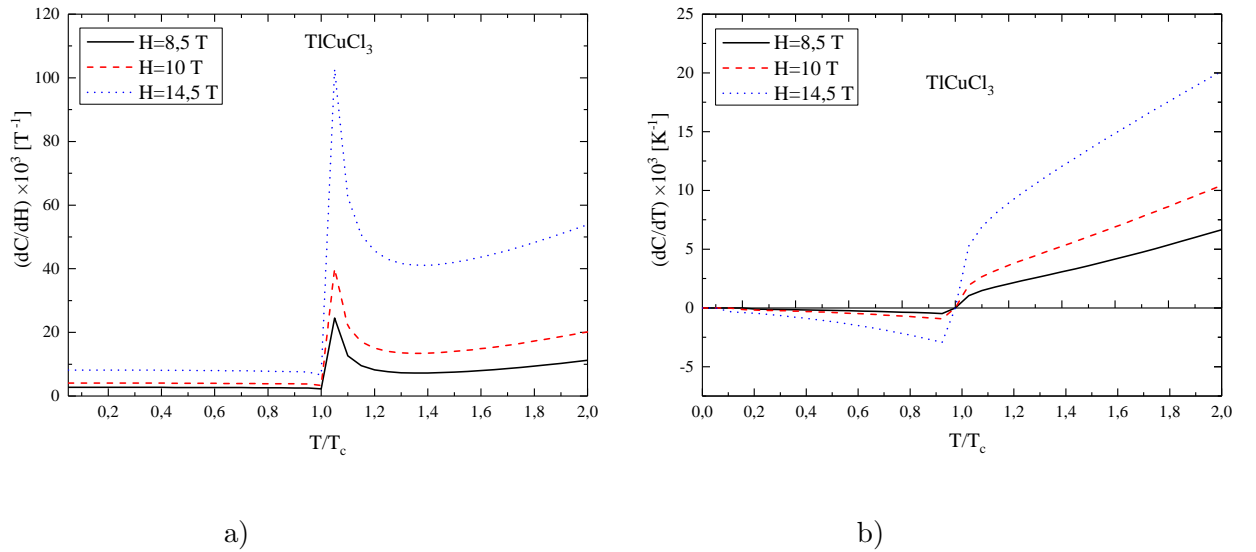 120
100
80
60
40
20
0
(dC/dH) ×10³ [T⁻¹]
H=8,5 T
H=10 T
H=14,5 T
TlCuCl₃
0,2 0,4 0,6 0,8 1,0 1,2 1,4 1,6 1,8 2,0
T/T_c
a)
25
20
15
10
5
0
-5
(dC/dT) ×10³ [K⁻¹]
H=8,5 T
H=10 T
H=14,5 T
TlCuCl₃
0,0 0,2 0,4 0,6 0,8 1,0 1,2 1,4 1,6 1,8 2,0
T/T_c
b)